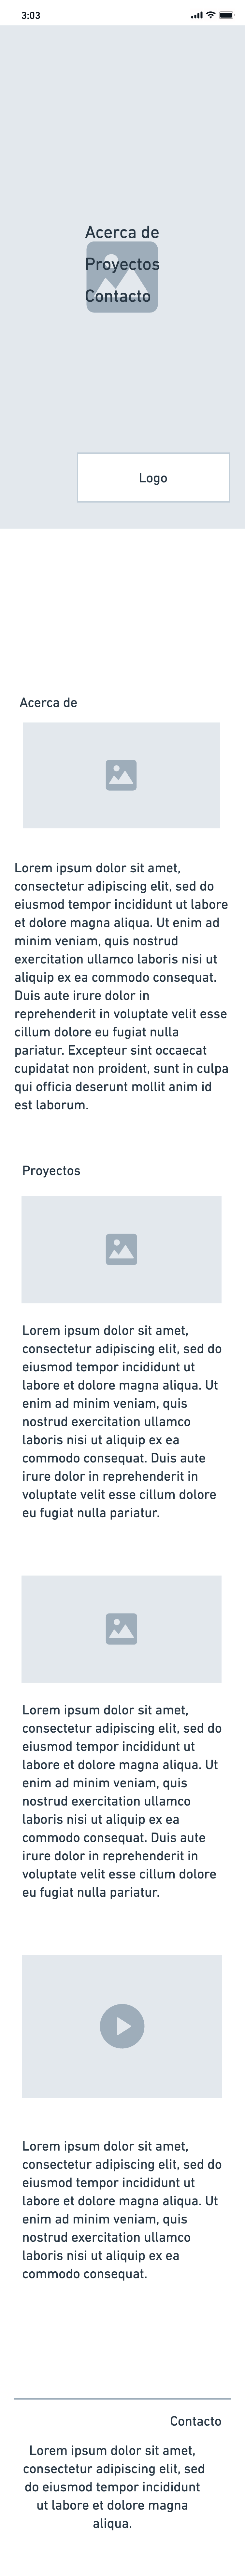 3:03
Acerca de
Proyectos
Contacto
Logo
Acerca de
Lorem ipsum dolor sit amet,
consectetur adipiscing elit, sed do
eiusmod tempor incididunt ut labore
et dolore magna aliqua. Ut enim ad
minim veniam, quis nostrud
exercitation ullamco laboris nisi ut
aliquip ex ea commodo consequat.
Duis aute irure dolor in
reprehenderit in voluptate velit esse
cillum dolore eu fugiat nulla
pariatur. Excepteur sint occaecat
cupidatat non proident, sunt in culpa
qui officia deserunt mollit anim id
est laborum.
Proyectos
Lorem ipsum dolor sit amet,
consectetur adipiscing elit, sed do
eiusmod tempor incididunt ut
labore et dolore magna aliqua. Ut
enim ad minim veniam, quis
nostrud exercitation ullamco
laboris nisi ut aliquip ex ea
commodo consequat. Duis aute
irure dolor in reprehenderit in
voluptate velit esse cillum dolore
eu fugiat nulla pariatur.
Lorem ipsum dolor sit amet,
consectetur adipiscing elit, sed do
eiusmod tempor incididunt ut
labore et dolore magna aliqua. Ut
enim ad minim veniam, quis
nostrud exercitation ullamco
laboris nisi ut aliquip ex ea
commodo consequat. Duis aute
irure dolor in reprehenderit in
voluptate velit esse cillum dolore
eu fugiat nulla pariatur.
Lorem ipsum dolor sit amet,
consectetur adipiscing elit, sed do
eiusmod tempor incididunt ut
labore et dolore magna aliqua. Ut
enim ad minim veniam, quis
nostrud exercitation ullamco
laboris nisi ut aliquip ex ea
commodo consequat.
Contacto
Lorem ipsum dolor sit amet,
consectetur adipiscing elit, sed
do eiusmod tempor incididunt
ut labore et dolore magna
aliqua.